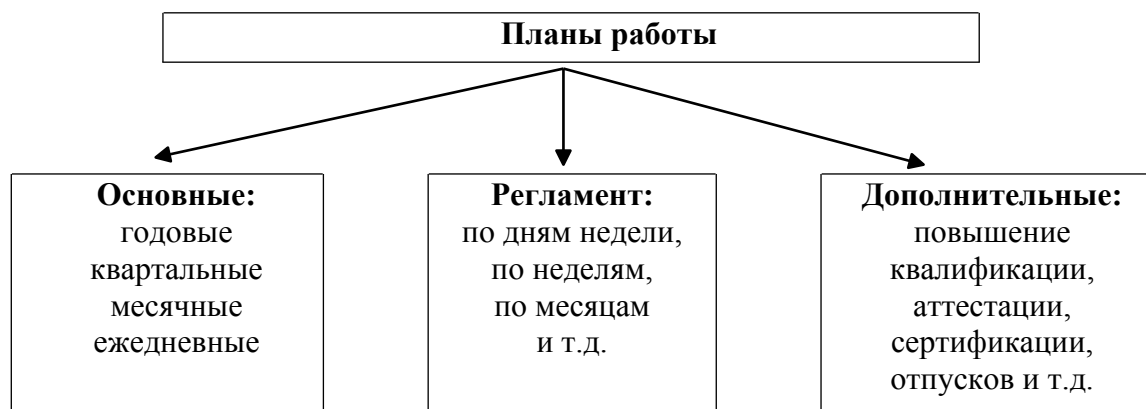 Планы работы
Основные:
годовые
квартальные
месячные
ежедневные
Регламент:
по дням недели,
по неделям,
по месяцам
и т.д.
Дополнительные:
повышение
квалификации,
аттестации,
сертификации,
отпусков и т.д.